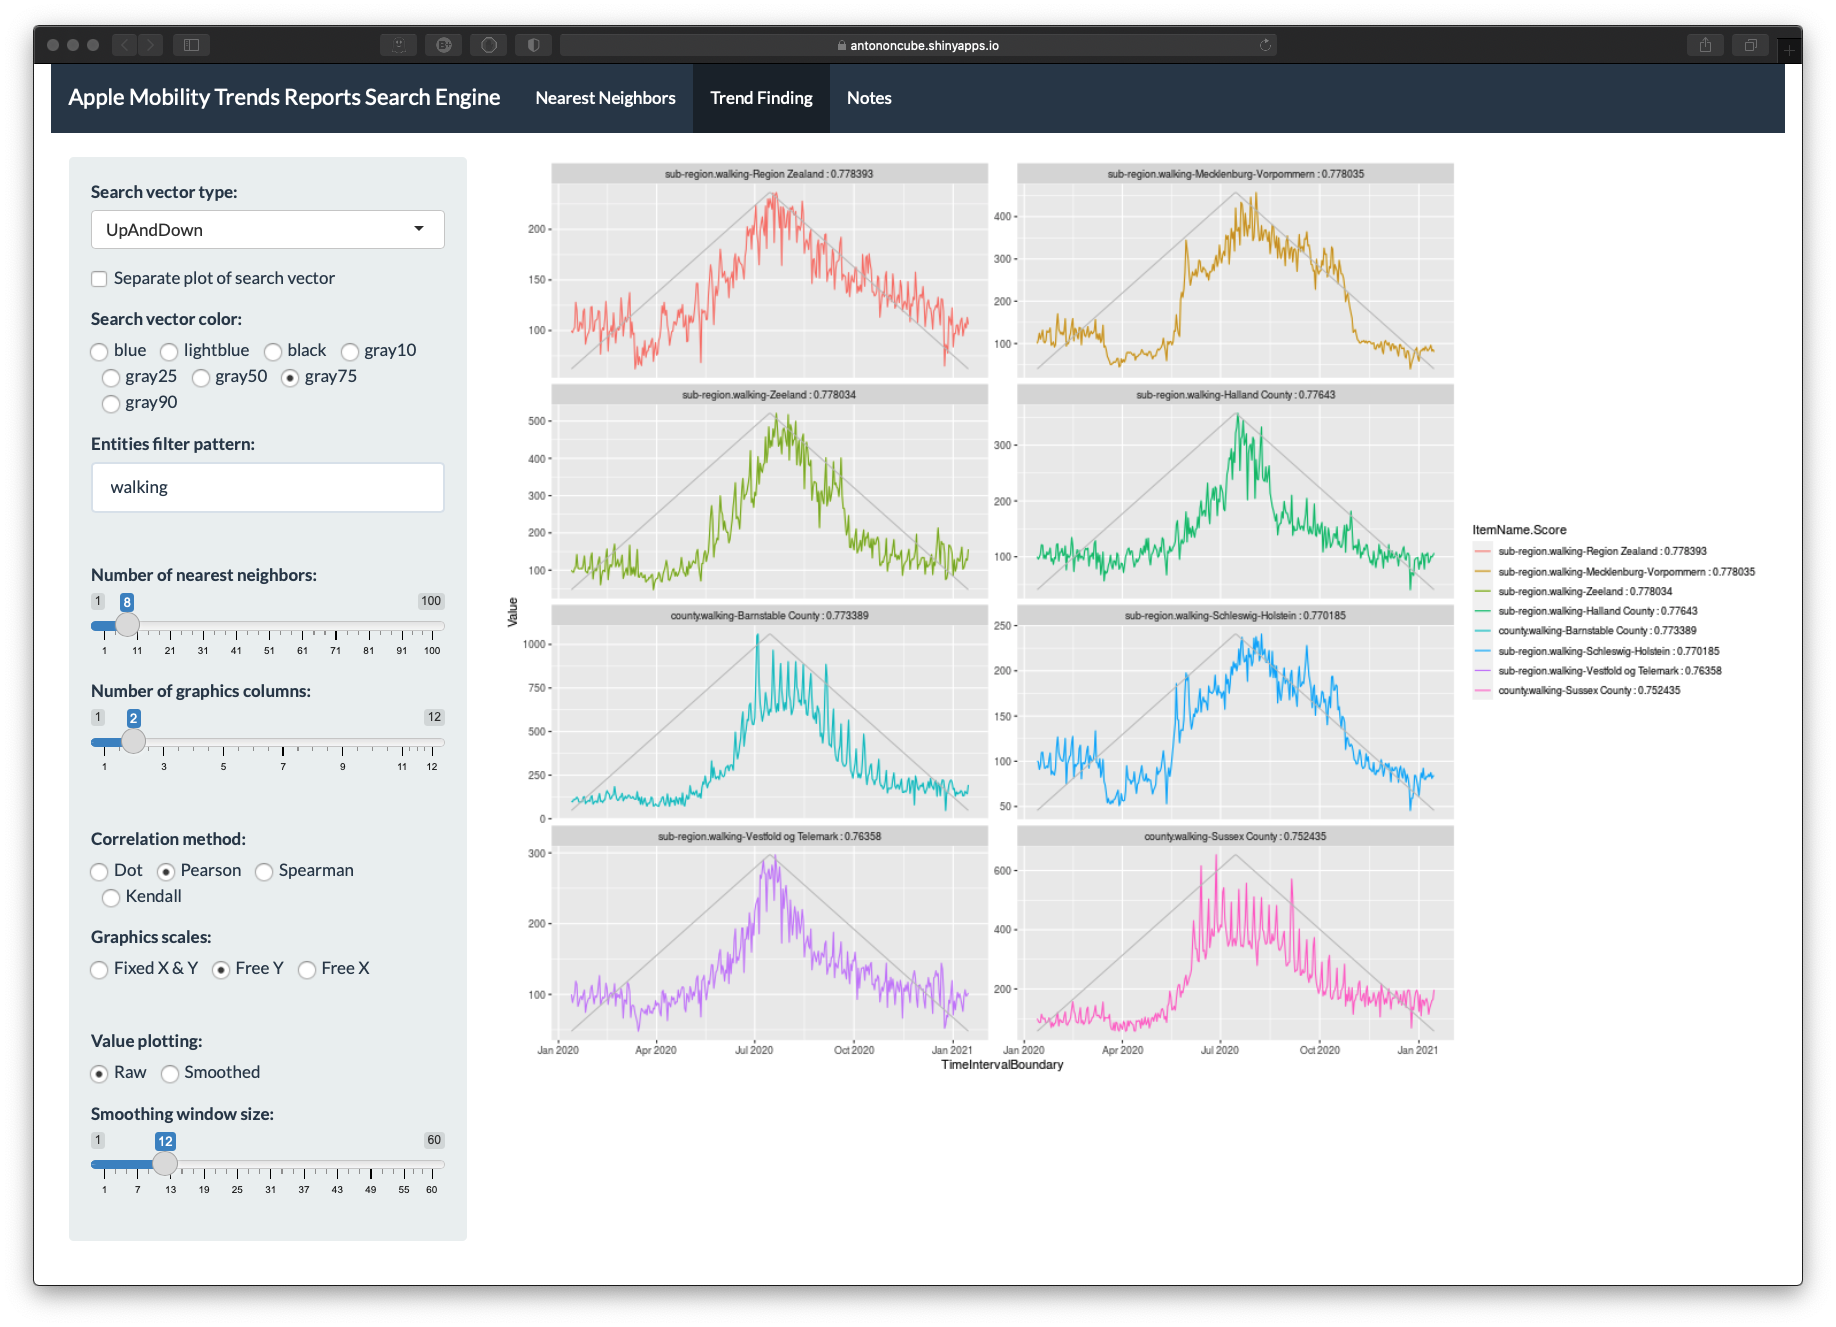 antononcube.shinyapps.io
Apple Mobility Trends Reports Search Engine Nearest Neighbors Trend Finding Notes
Search vector type:
UpAndDown
Separate plot of search vector
Search vector color:
blue lightblue black gray10
gray25 gray50 gray75
gray90
Entities filter pattern:
walking
Number of nearest neighbors:
1 8 100
1 11 21 31 41 51 61 71 81 91 100
Number of graphics columns:
1 2 12
1 3 5 7 9 11 12
Correlation method:
Dot Pearson Spearman
Kendall
Graphics scales:
Fixed X & Y Free Y Free X
Value plotting:
Raw Smoothed
Smoothing window size:
1 12 60
1 7 13 19 25 31 37 43 49 55 60
Value
sub-region.walking-Region Zealand : 0.778393
200
150
100
sub-region.walking-Mecklenburg-Vorpommern : 0.778035
400
300
200
100
sub-region.walking-Zeeland : 0.778034
500
400
300
200
100
sub-region.walking-Halland County : 0.77643
300
200
100
county.walking-Barnstable County : 0.773389
1000
750
500
250
0
sub-region.walking-Schleswig-Holstein : 0.770185
250
200
150
100
50
sub-region.walking-Vestfold og Telemark : 0.76358
300
200
100
county.walking-Sussex County : 0.752435
600
400
200
Jan 2020 Apr 2020 Jul 2020 Oct 2020 Jan 2021 Jan 2020 Apr 2020 Jul 2020 Oct 2020 Jan 2021
TimeIntervalBoundary
ItemName.Score
sub-region.walking-Region Zealand : 0.778393
sub-region.walking-Mecklenburg-Vorpommern : 0.778035
sub-region.walking-Zeeland : 0.778034
sub-region.walking-Halland County : 0.77643
county.walking-Barnstable County : 0.773389
sub-region.walking-Schleswig-Holstein : 0.770185
sub-region.walking-Vestfold og Telemark : 0.76358
county.walking-Sussex County : 0.752435